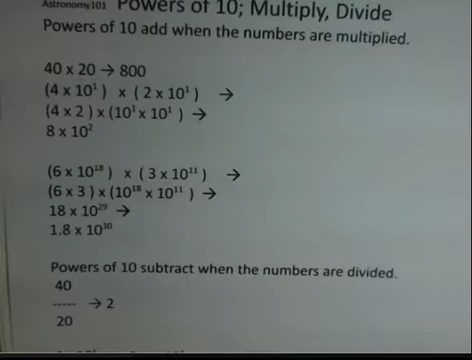 Astronomy101 Powers of 10; Multiply, Divide
Powers of 10 add when the numbers are multiplied.
40 x 20 → 800
(4 x 10¹ ) x ( 2 x 10¹ ) →
(4 x 2 ) x (10¹ x 10¹ ) →
8 x 10²
(6 x 10¹⁸ ) x ( 3 x 10¹¹ ) →
(6 x 3 ) x (10¹⁸ x 10¹¹ ) →
18 x 10²⁹ →
1.8 x 10³⁰
Powers of 10 subtract when the numbers are divided.
40
----- → 2
20